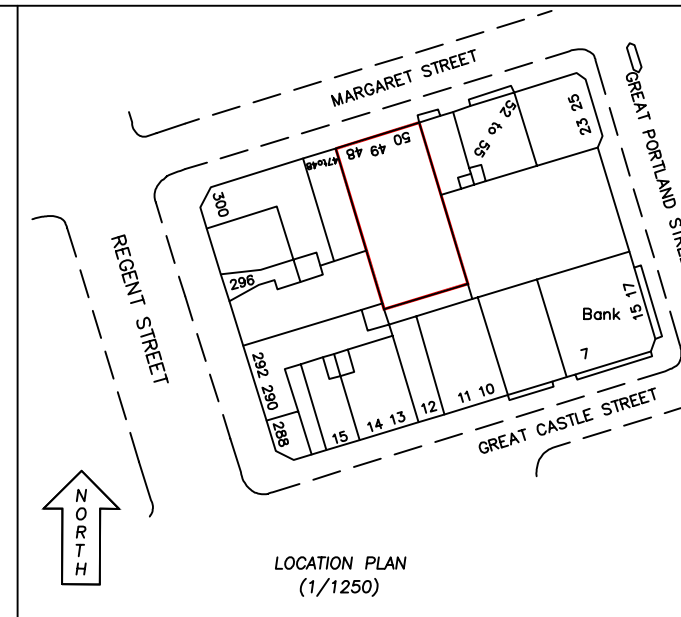 MARGARET STREET
GREAT PORTLAND STREE
REGENT STREET
GREAT CASTLE STREET
300
47to48
48 49 50
52 to 55
23 25
296
292 290
288
15
14 13
12
11 10
7
Bank
15 17
NORTH
LOCATION PLAN
(1/1250)